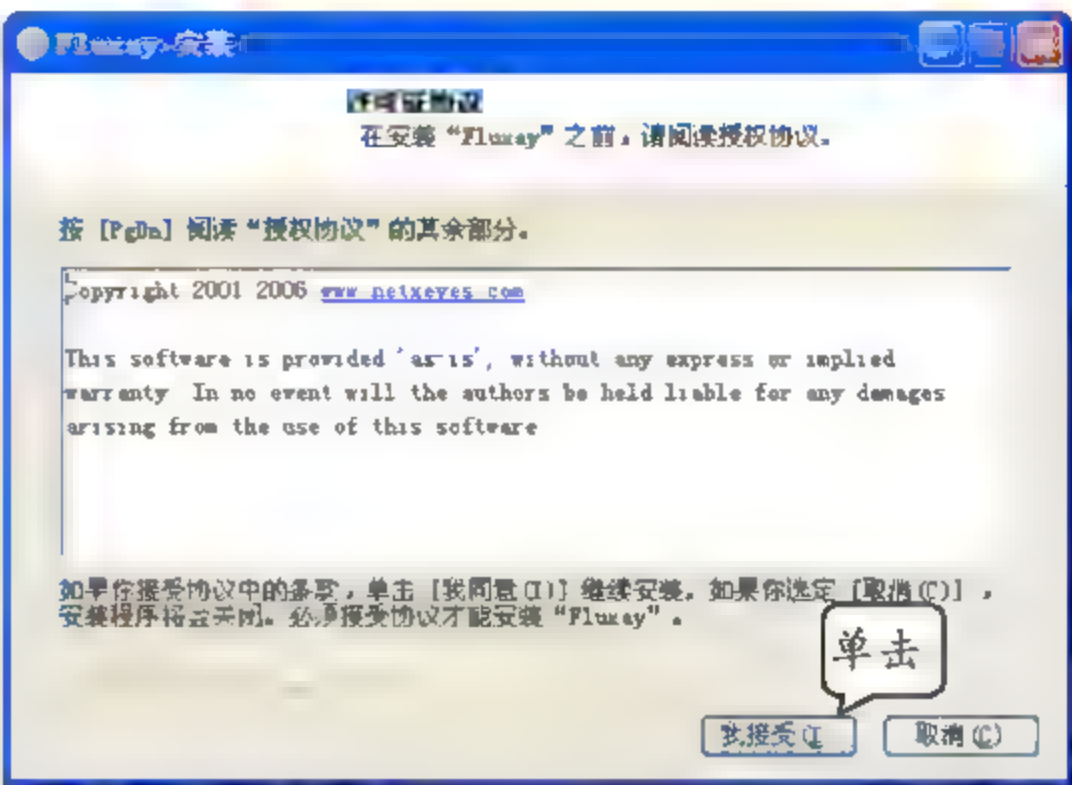 Fluxay 安装
许可证协议
在安装“Fluxay”之前，请阅读授权协议。
按 [PgDn] 阅读“授权协议”的其余部分。
Copyright 2001 2006 www netxeyes com
This software is provided 'as-is', without any express or implied
warranty In no event will the authors be held liable for any damages
arising from the use of this software
如果你接受协议中的条款，单击 [我同意(I)] 继续安装。如果你选定 [取消(C)] ，
安装程序将会关闭。必须接受协议才能安装“Fluxay”。
单击
我接受(I
取消(C)